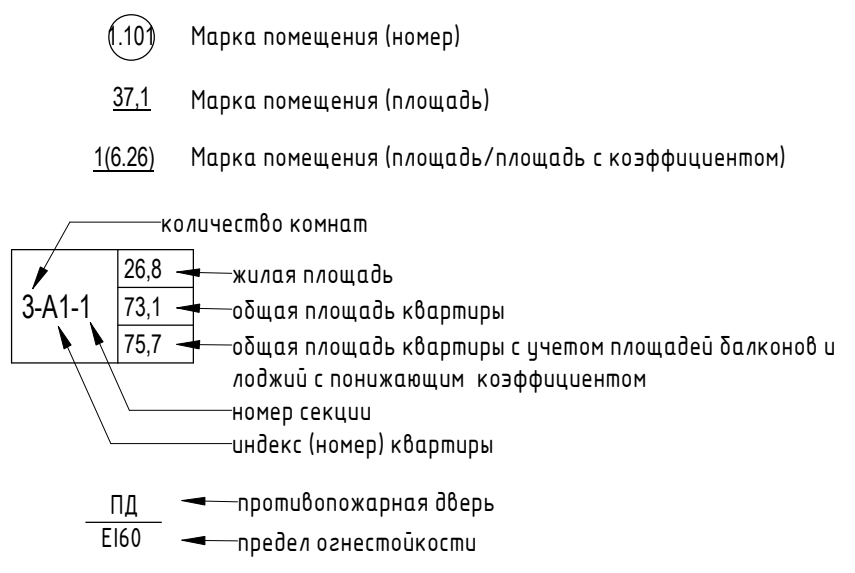 1.101 Марка помещения (номер)
37,1 Марка помещения (площадь)
1(6.26) Марка помещения (площадь/площадь с коэффициентом)
количество комнат
26,8 жилая площадь
3-А1-1 73,1 общая площадь квартиры
75,7 общая площадь квартиры с учетом площадей балконов и
лоджий с понижающим коэффициентом
номер секции
индекс (номер) квартиры
ПД противопожарная дверь
EI60 предел огнестойкости